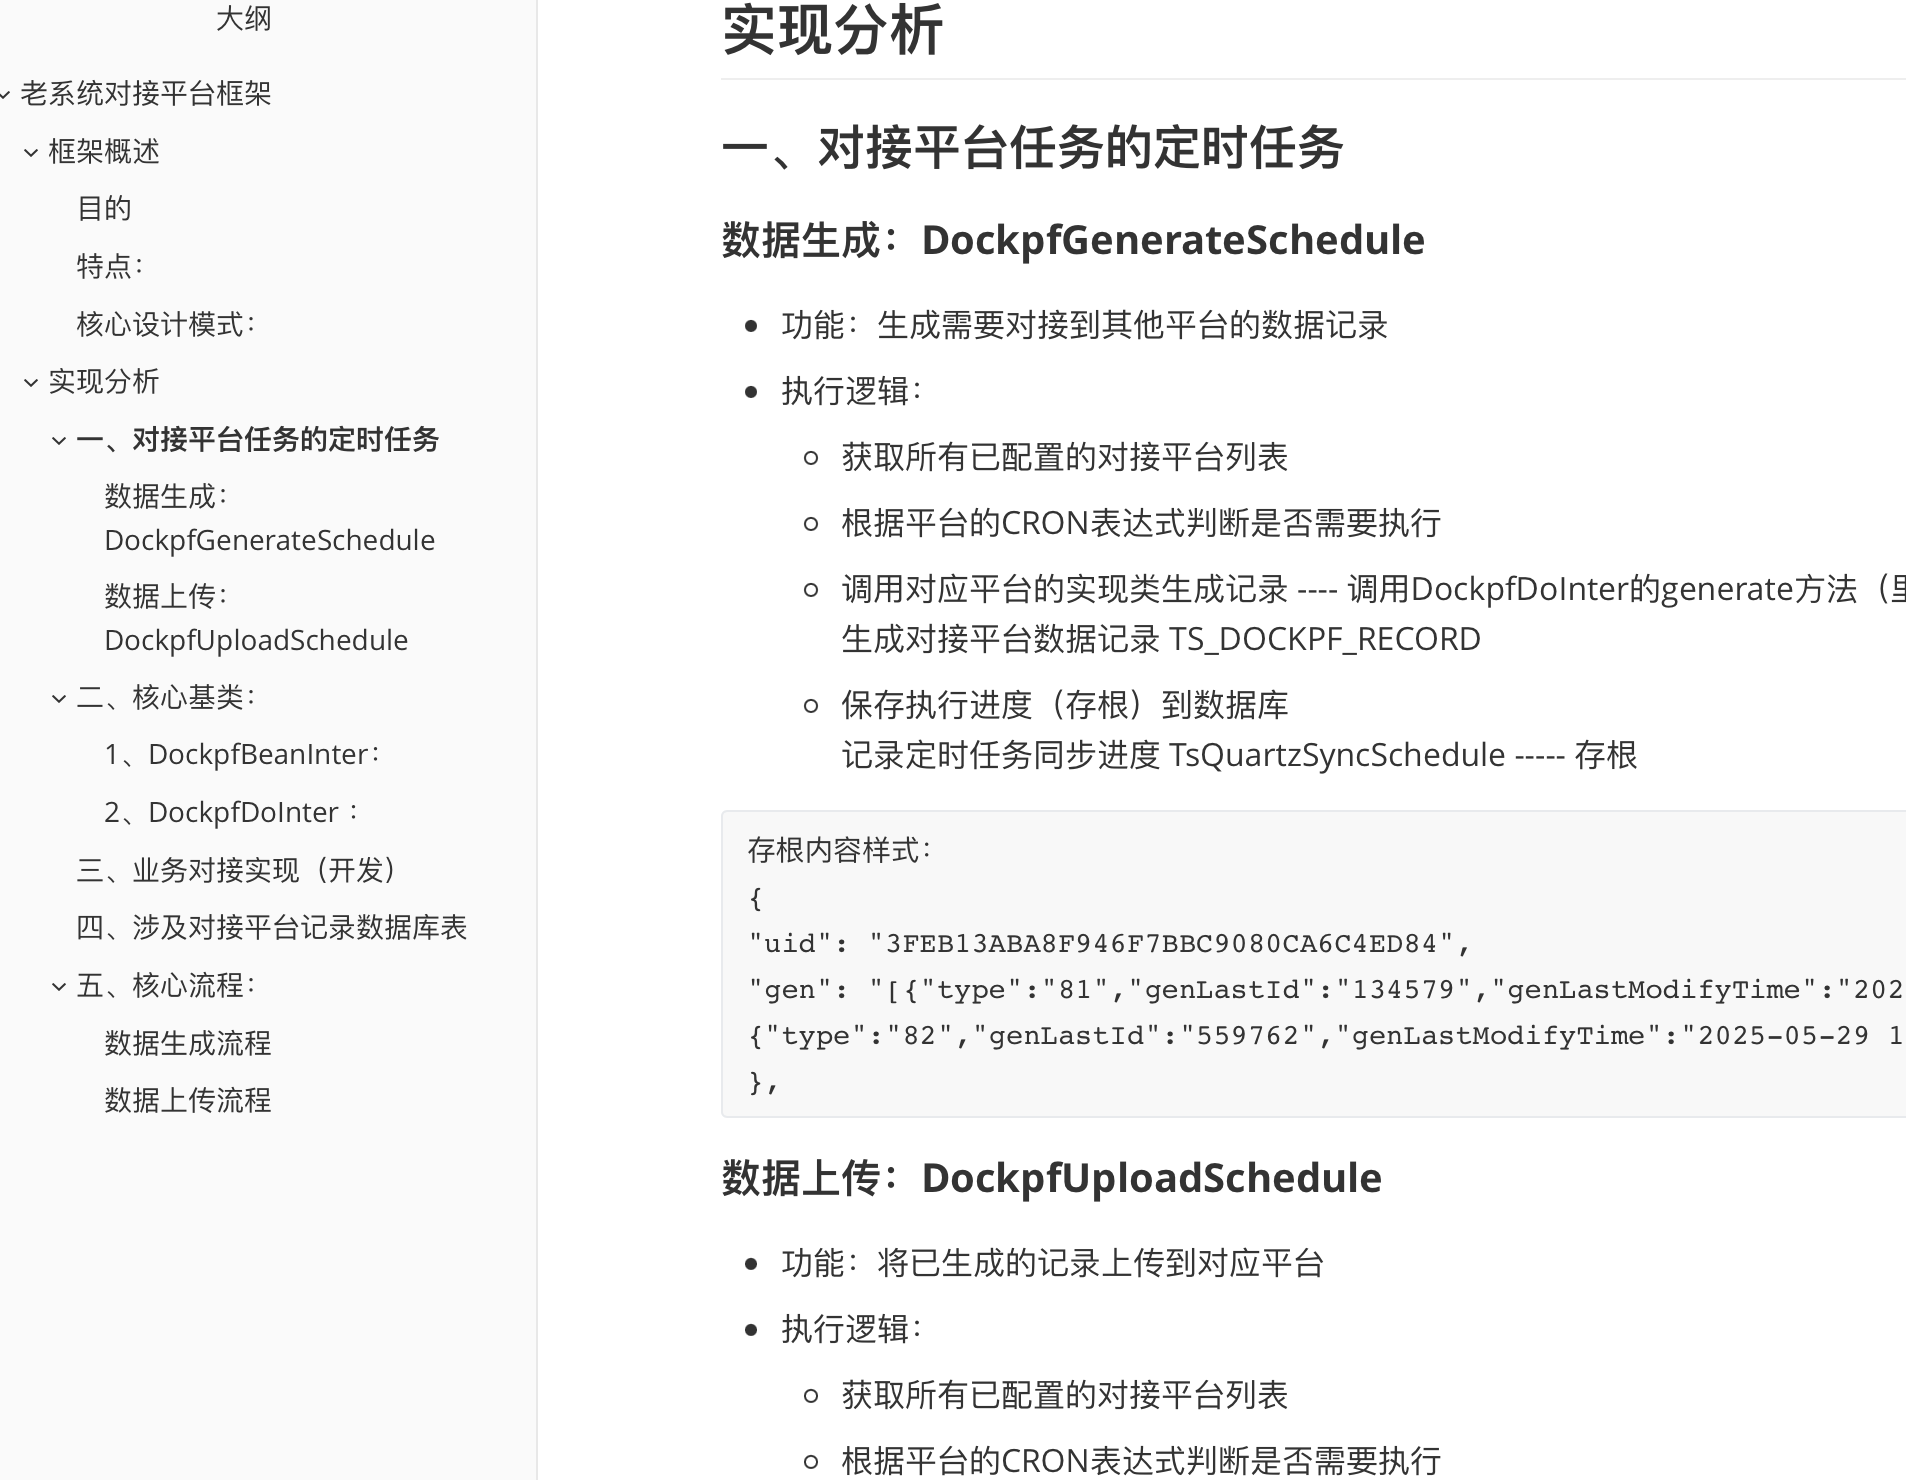 大纲
老系统对接平台框架
框架概述
目的
特点：
核心设计模式：
实现分析
一、对接平台任务的定时任务
数据生成：
DockpfGenerateSchedule
数据上传：
DockpfUploadSchedule
二、核心基类：
1、DockpfBeanInter：
2、DockpfDoInter ：
三、业务对接实现（开发）
四、涉及对接平台记录数据库表
五、核心流程：
数据生成流程
数据上传流程
实现分析
一、对接平台任务的定时任务
数据生成：DockpfGenerateSchedule
功能：生成需要对接到其他平台的数据记录
执行逻辑：
获取所有已配置的对接平台列表
根据平台的CRON表达式判断是否需要执行
调用对应平台的实现类生成记录 ---- 调用DockpfDoInter的generate方法（
生成对接平台数据记录 TS_DOCKPF_RECORD
保存执行进度（存根）到数据库
记录定时任务同步进度 TsQuartzSyncSchedule ----- 存根
存根内容样式：
{
"uid": "3FEB13ABA8F946F7BBC9080CA6C4ED84",
"gen": "[{"type":"81","genLastId":"134579","genLastModifyTime":"202
{"type":"82","genLastId":"559762","genLastModifyTime":"2025-05-29 1
},
数据上传：DockpfUploadSchedule
功能：将已生成的记录上传到对应平台
执行逻辑：
获取所有已配置的对接平台列表
根据平台的CRON表达式判断是否需要执行